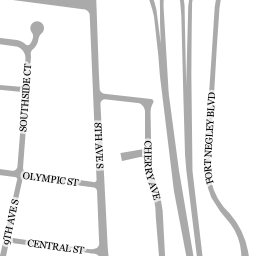 SOUTHSIDE CT
8TH AVE S
CHERRY AVE
FORT NEGLEY BLVD
OLYMPIC ST
9TH AVE S
CENTRAL ST